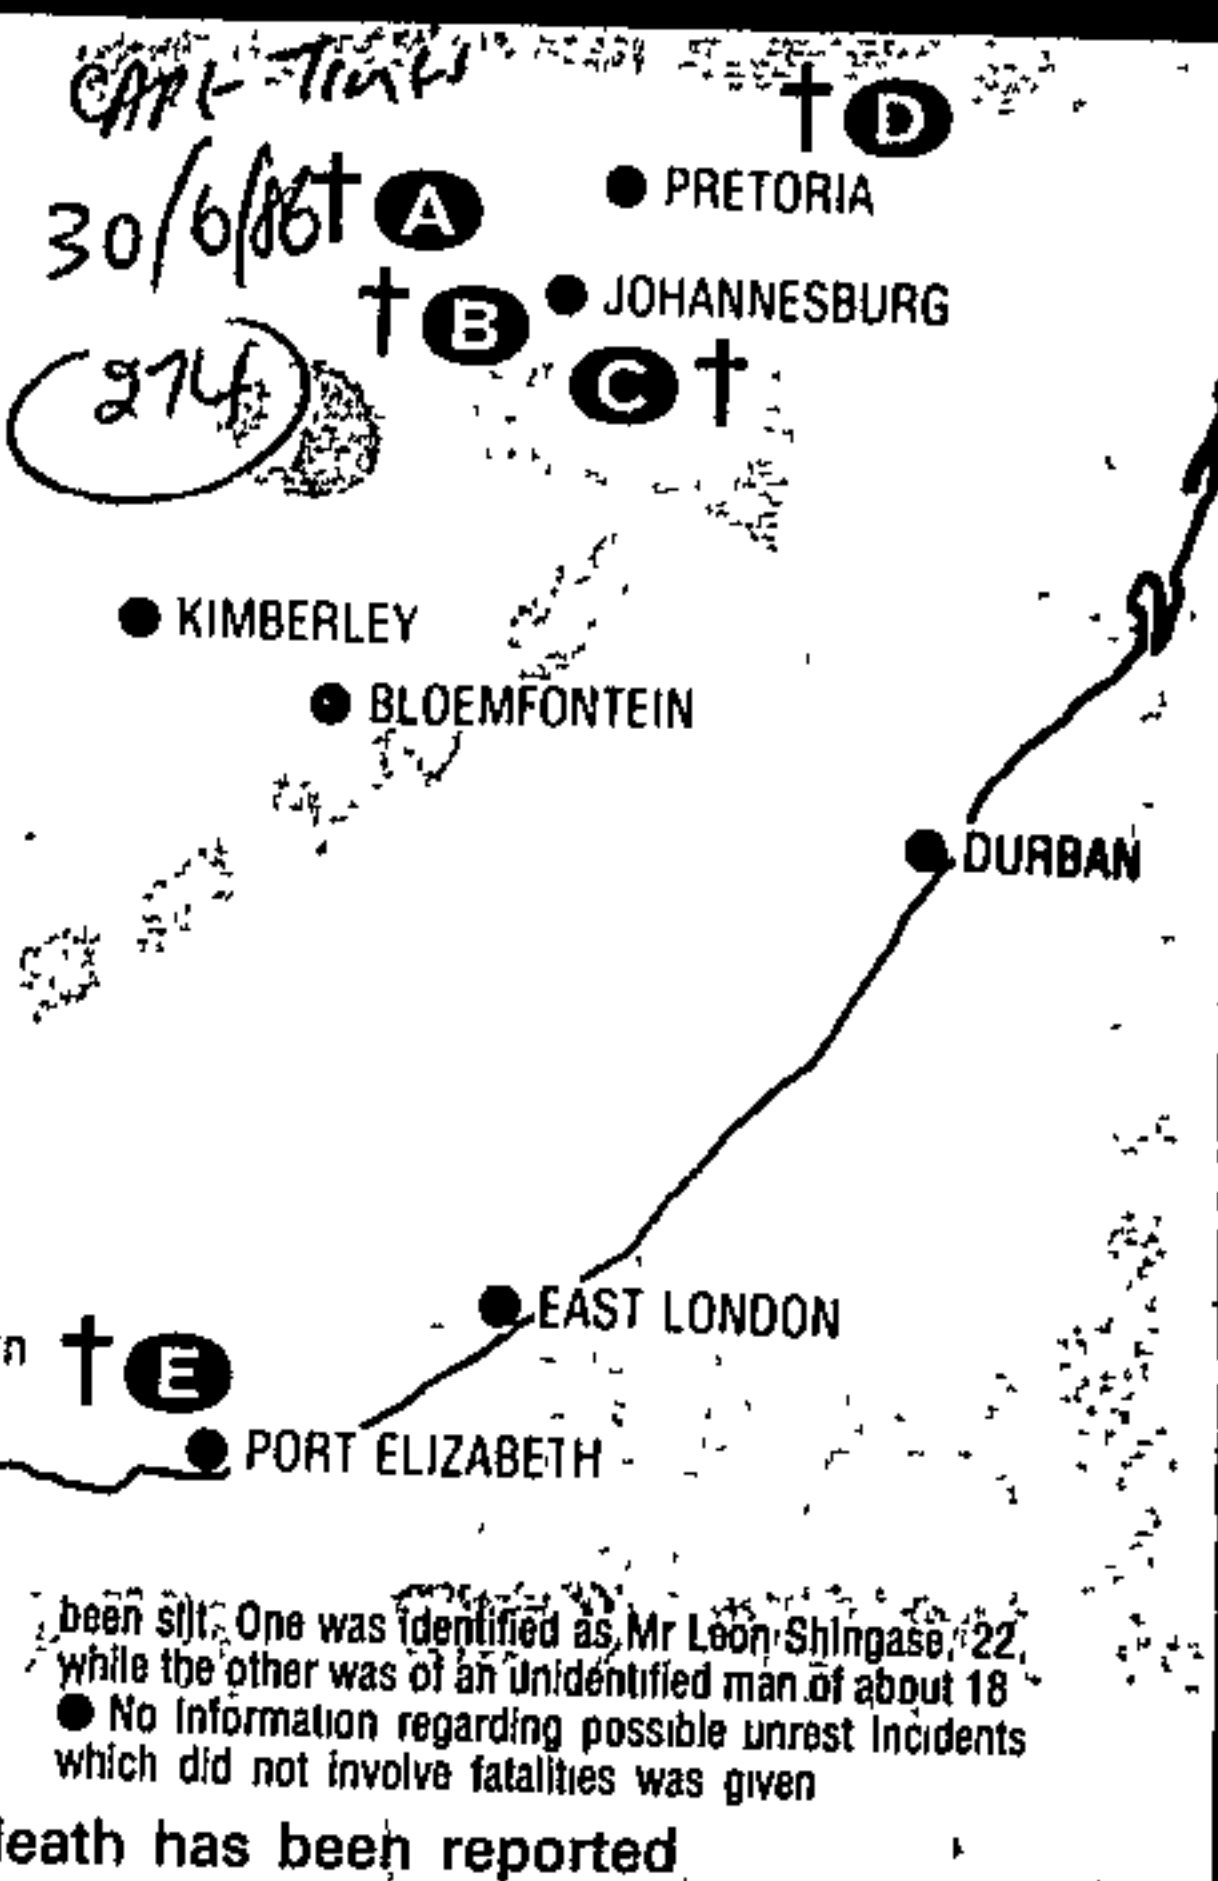 CAPE TIMES
D
PRETORIA
30/6/86
A
JOHANNESBURG
B
C
274
KIMBERLEY
BLOEMFONTEIN
DURBAN
EAST LONDON
n
E
PORT ELIZABETH
been slit. One was identified as Mr Leon Shingase, 22,
while the other was of an unidentified man of about 18
● No information regarding possible unrest incidents
which did not involve fatalities was given
death has been reported